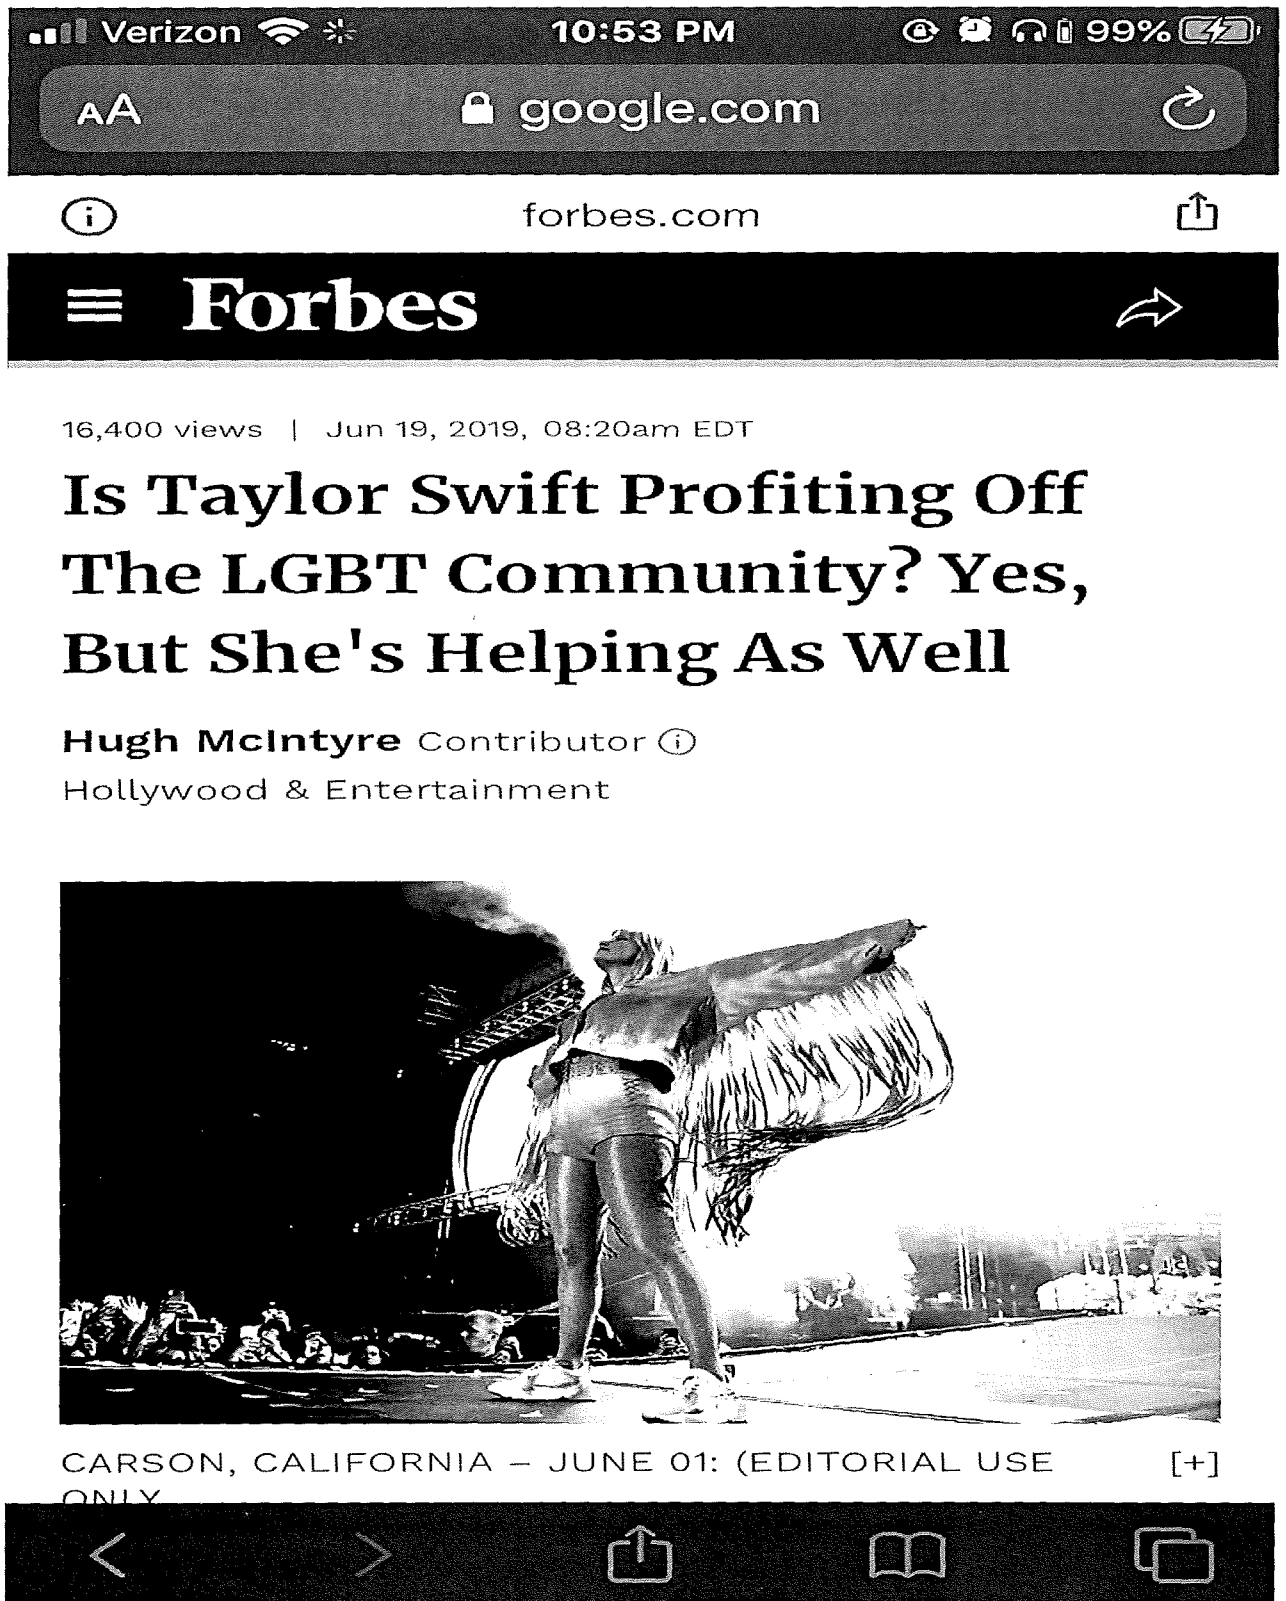 Verizon 10:53 PM 99%
AA google.com
forbes.com
Forbes
16,400 views | Jun 19, 2019, 08:20am EDT
Is Taylor Swift Profiting Off
The LGBT Community? Yes,
But She's Helping As Well
Hugh McIntyre Contributor
Hollywood & Entertainment
CARSON, CALIFORNIA – JUNE 01: (EDITORIAL USE [+]
ONLY